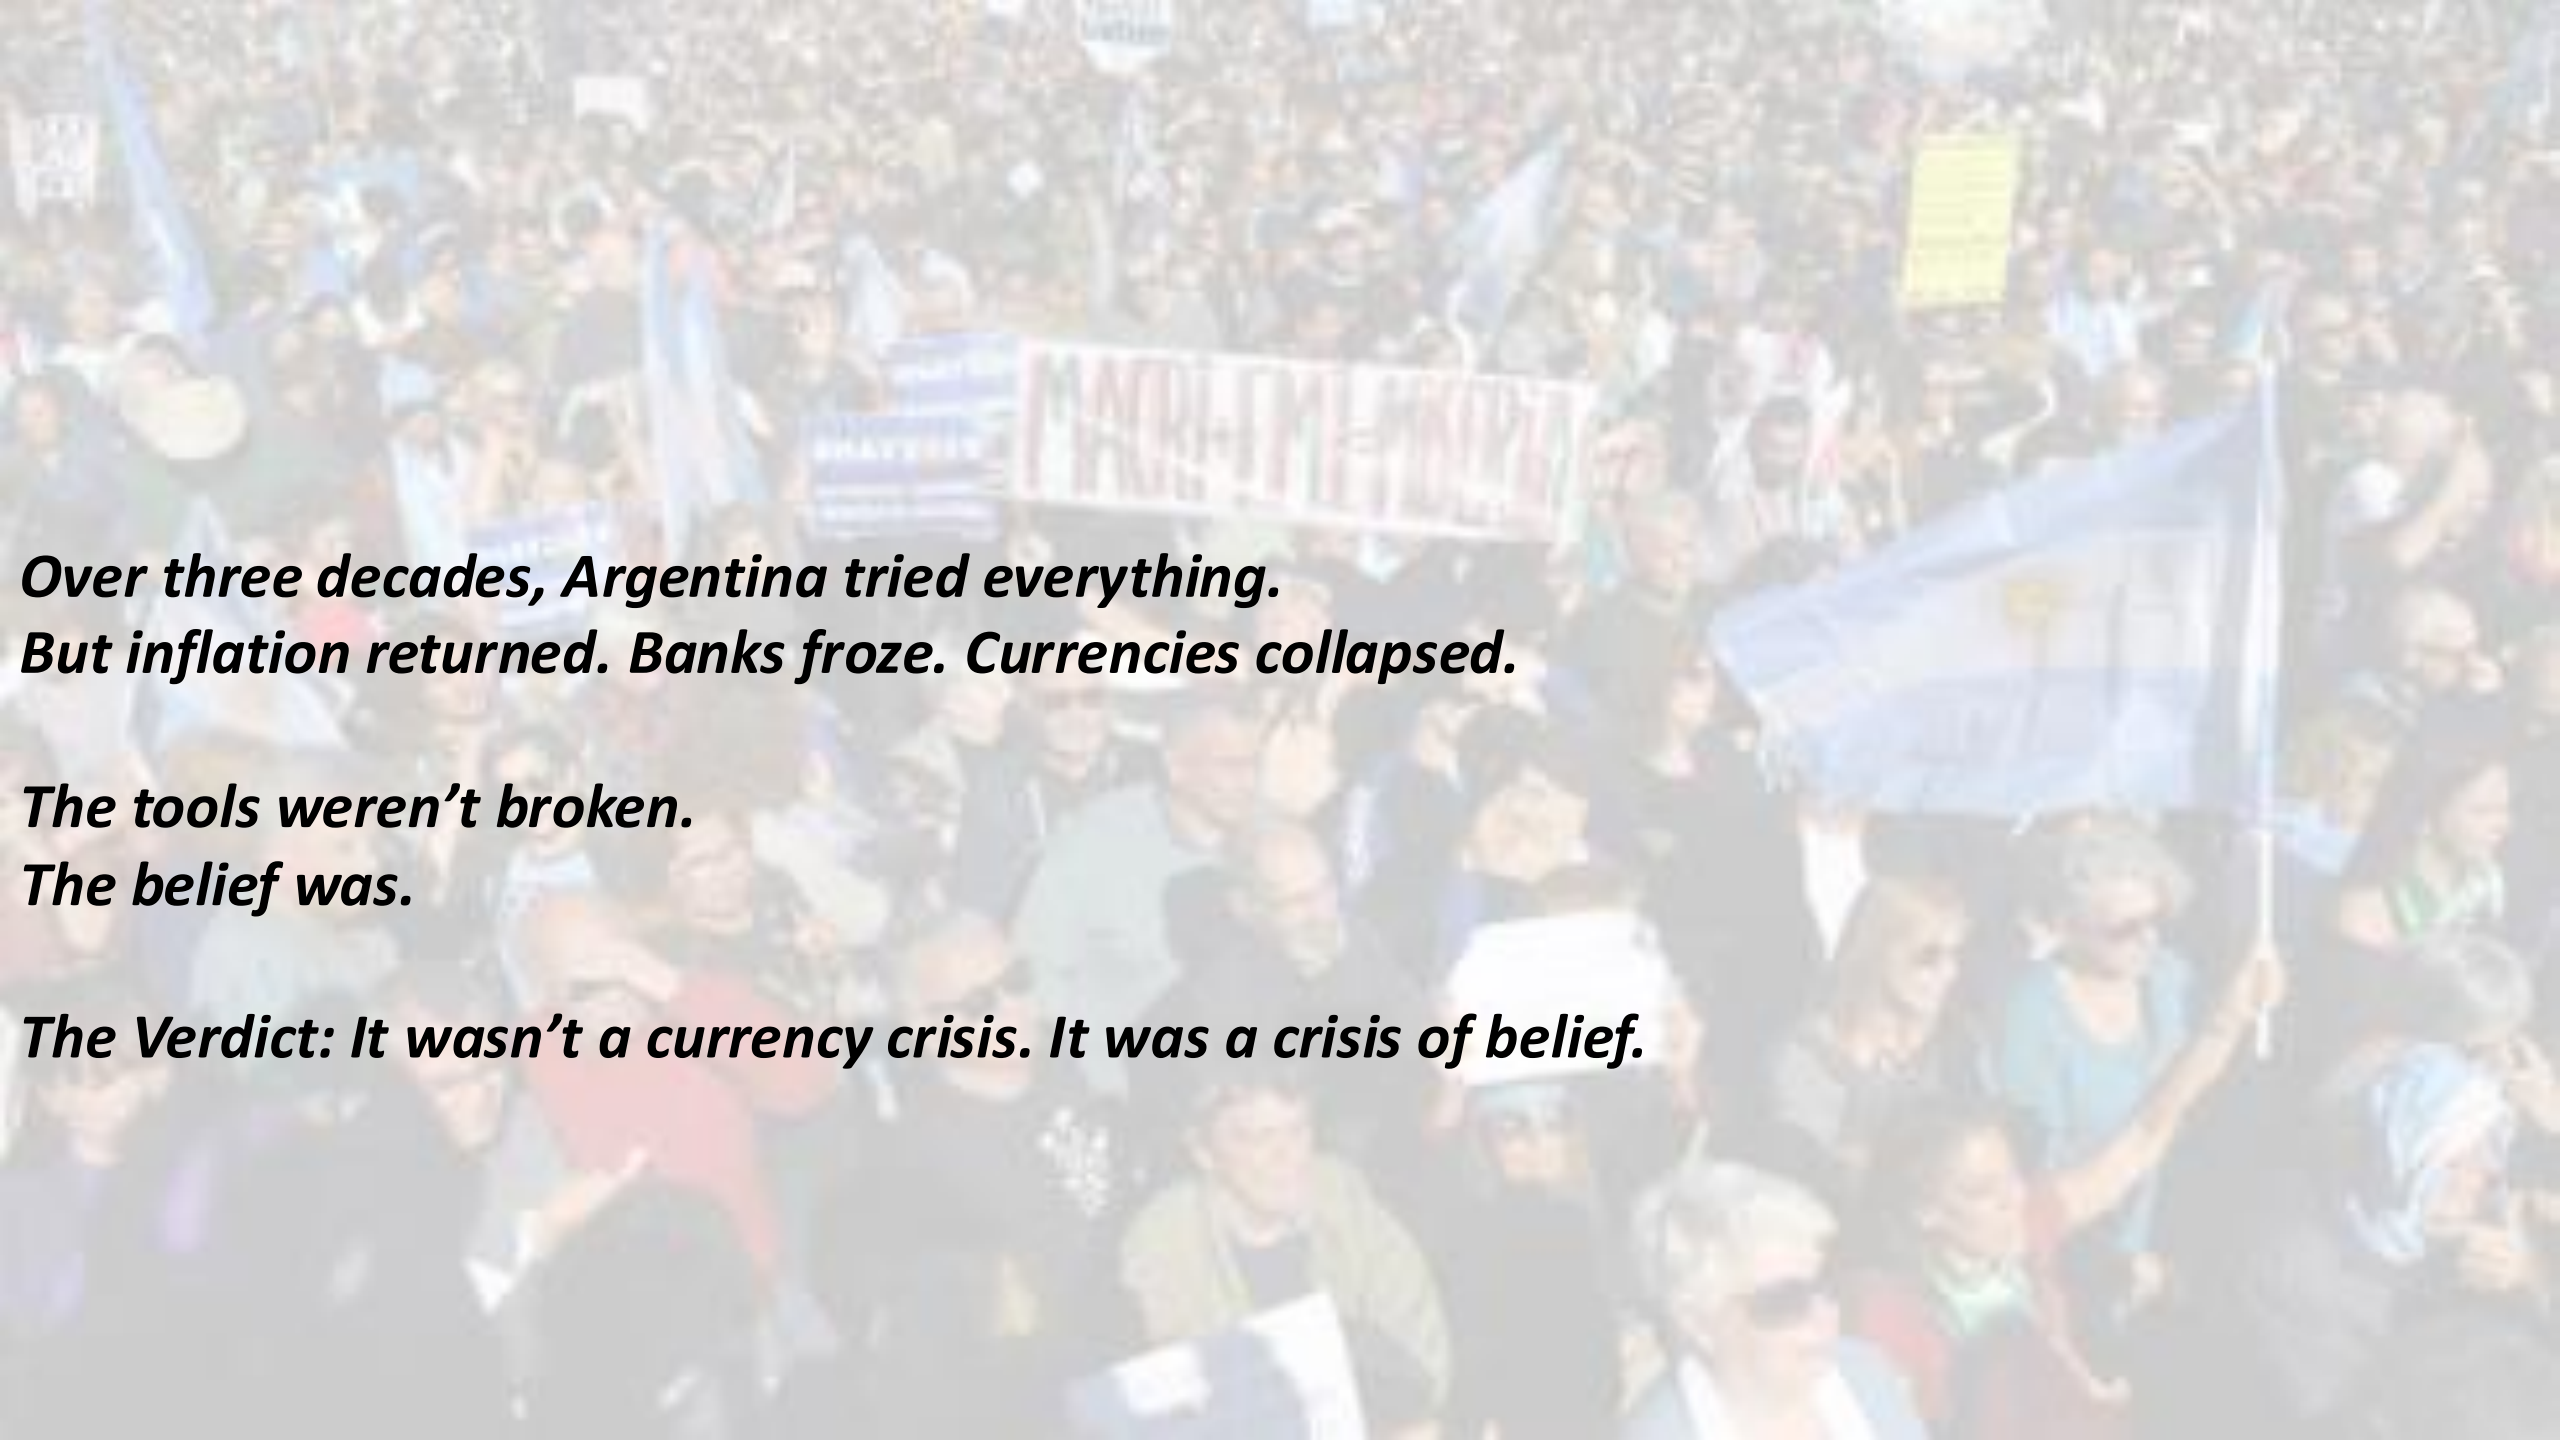 Over three decades, Argentina tried everything.
But inflation returned. Banks froze. Currencies collapsed.
The tools weren’t broken.
The belief was.
The Verdict: It wasn’t a currency crisis. It was a crisis of belief.